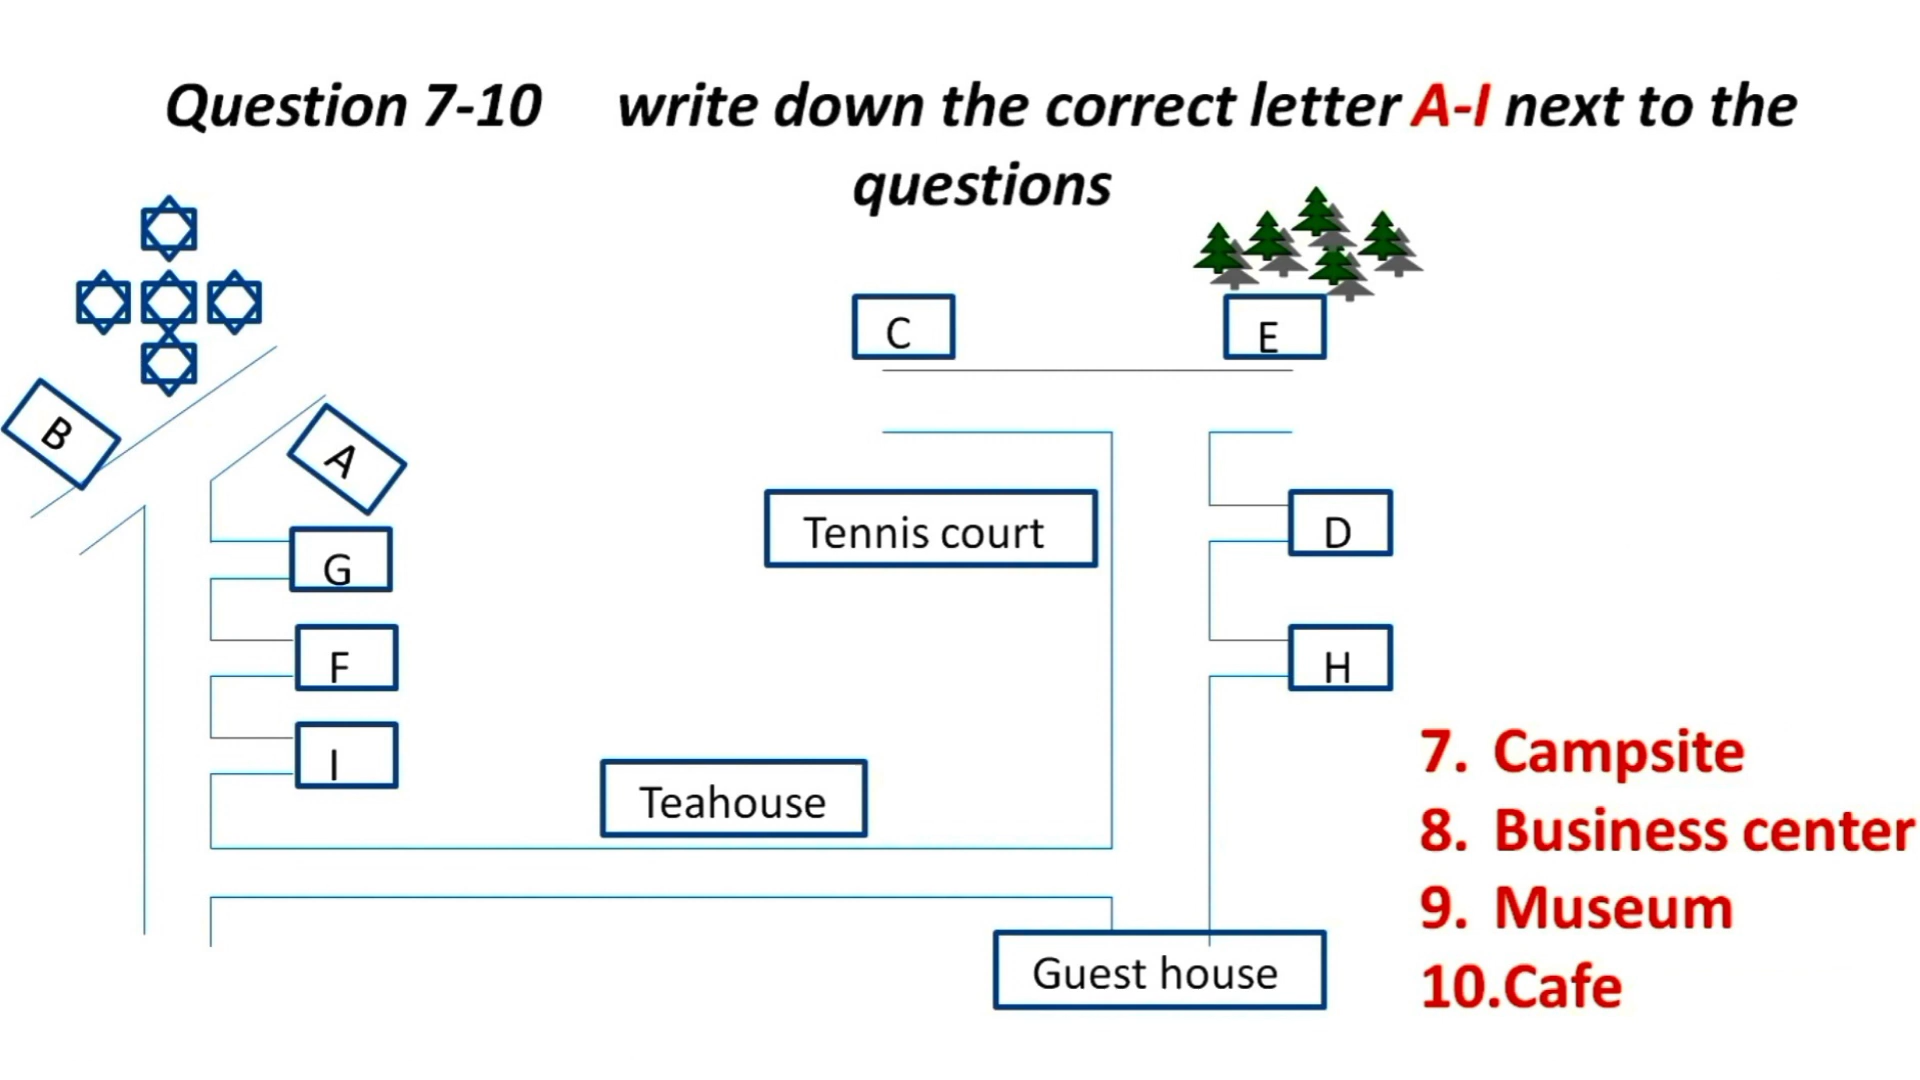 Question 7-10 write down the correct letter A-I next to the
questions
C
E
B
A
Tennis court
D
G
F
H
I
Teahouse
7. Campsite
8. Business center
9. Museum
10.Cafe
Guest house